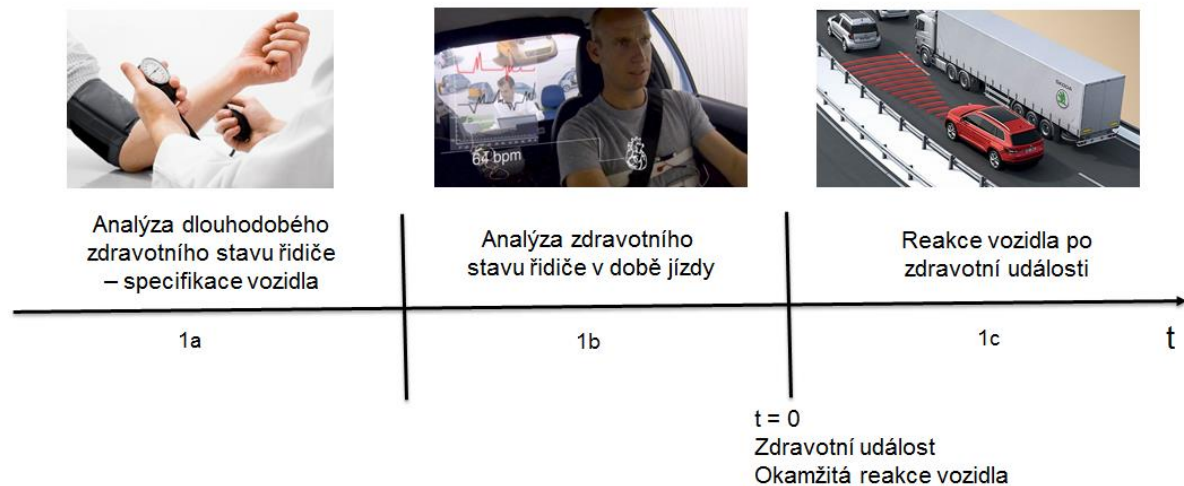 64 bpm
ŠKODA
Analýza dlouhodobého
zdravotního stavu řidiče
– specifikace vozidla
Analýza zdravotního
stavu řidiče v době jízdy
Reakce vozidla po
zdravotní události
1a
1b
1c
t
t = 0
Zdravotní událost
Okamžitá reakce vozidla